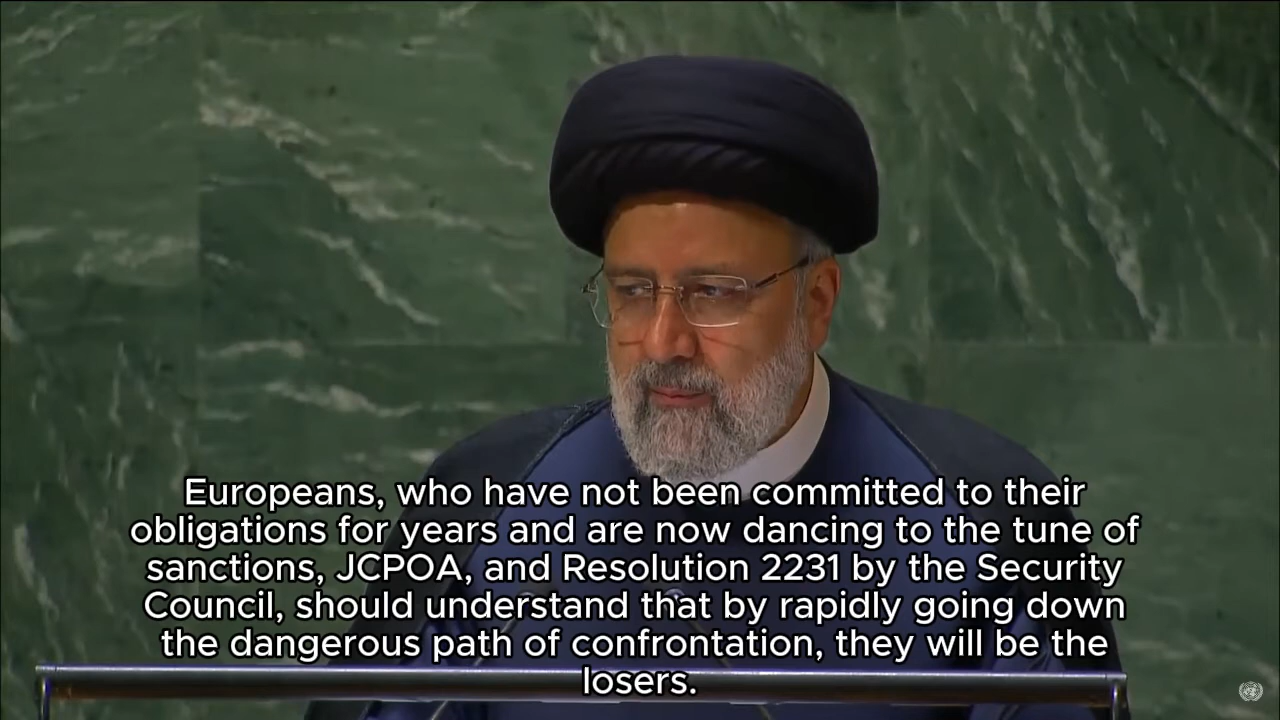 Europeans, who have not been committed to their
obligations for years and are now dancing to the tune of
sanctions, JCPOA, and Resolution 2231 by the Security
Council, should understand that by rapidly going down
the dangerous path of confrontation, they will be the
losers.